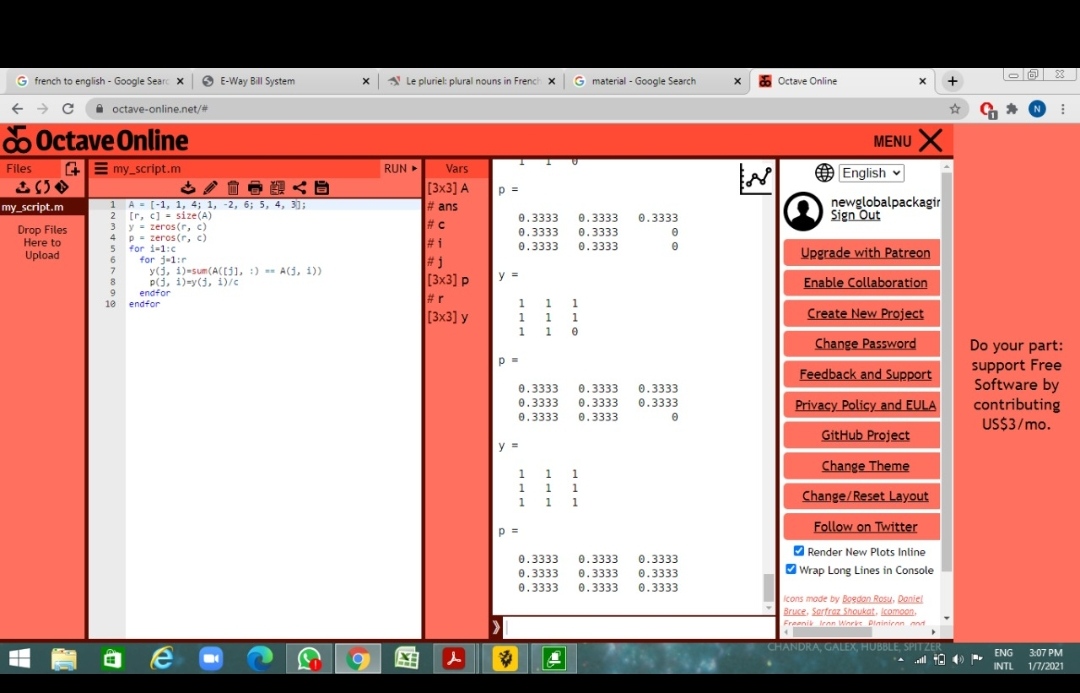 french to english - Google Sear
E-Way Bill System
Le pluriel: plural nouns in French
material - Google Search
Octave Online
octave-online.net/#
N
Octave Online
MENU
Files
my_script.m
RUN
Vars
my_script.m
Drop Files
Here to
Upload
1 A = [-1, 1, 4; 1, -2, 6; 5, 4, 3];
2 [r, c] = size(A)
3 y = zeros(r, c)
4 p = zeros(r, c)
5 for i=1:c
6 for j=1:r
7 y(j, i)=sum(A([j], :) == A(j, i))
8 p(j, i)=y(j, i)/c
9 endfor
10 endfor
[3x3] A
# ans
# c
# i
# j
[3x3] p
# r
[3x3] y
1 1 0
p =
0.3333 0.3333 0.3333
0.3333 0.3333 0
0.3333 0.3333 0
y =
1 1 1
1 1 1
1 1 0
p =
0.3333 0.3333 0.3333
0.3333 0.3333 0.3333
0.3333 0.3333 0
y =
1 1 1
1 1 1
1 1 1
p =
0.3333 0.3333 0.3333
0.3333 0.3333 0.3333
0.3333 0.3333 0.3333
English
newglobalpackagin
Sign Out
Upgrade with Patreon
Enable Collaboration
Create New Project
Change Password
Feedback and Support
Privacy Policy and EULA
GitHub Project
Change Theme
Change/Reset Layout
Follow on Twitter
Render New Plots Inline
Wrap Long Lines in Console
Icons made by Bogdan Rosu, Daniel
Bruce, Sarfraz Shoukat, Icomoon,
Freepik, Icon Works, Plainicon, and
Do your part:
support Free
Software by
contributing
US$3/mo.
CHANDRA, GALEX, HUBBLE, SPITZER
ENG
INTL
3:07 PM
1/7/2021